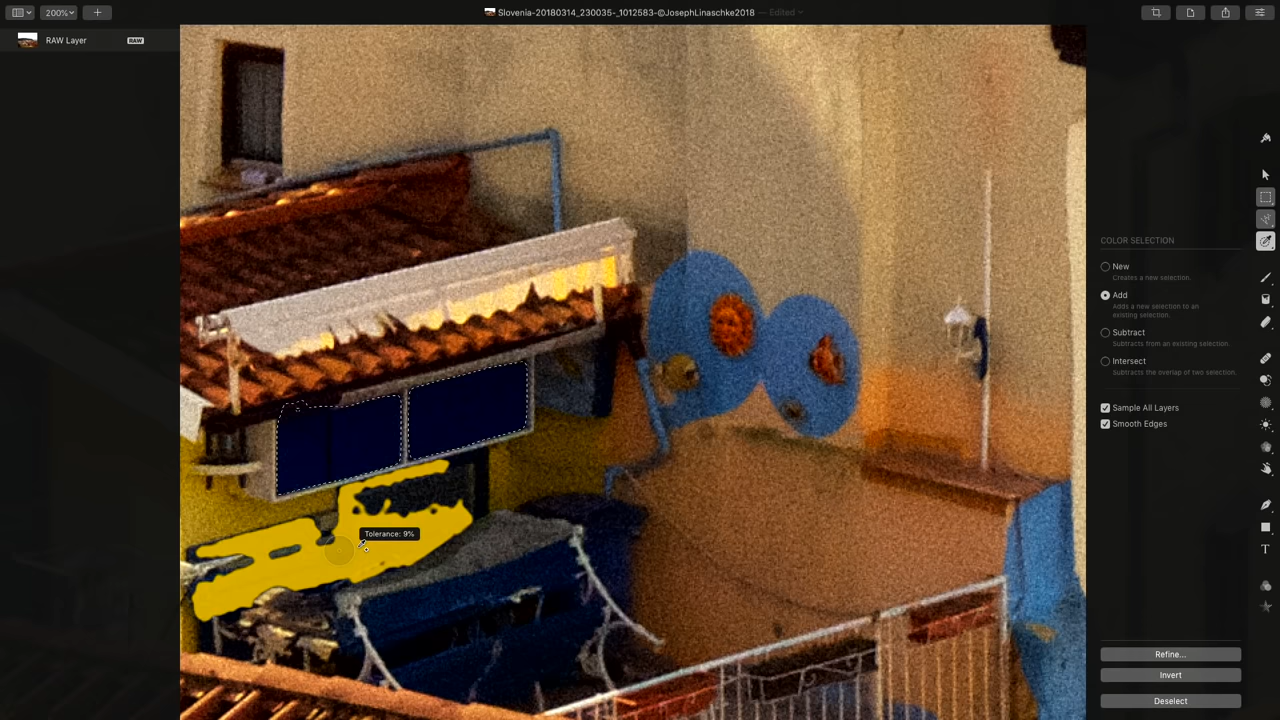 200%
Slovenia-20180314_230035-_1012583-©JosephLinaschke2018 — Edited
RAW Layer
RAW
COLOR SELECTION
New
Creates a new selection.
Add
Adds a new selection to an
existing selection.
Subtract
Subtracts from an existing selection.
Intersect
Subtracts the overlap of two selection.
Sample All Layers
Smooth Edges
Tolerance: 9%
T
Refine...
Invert
Deselect